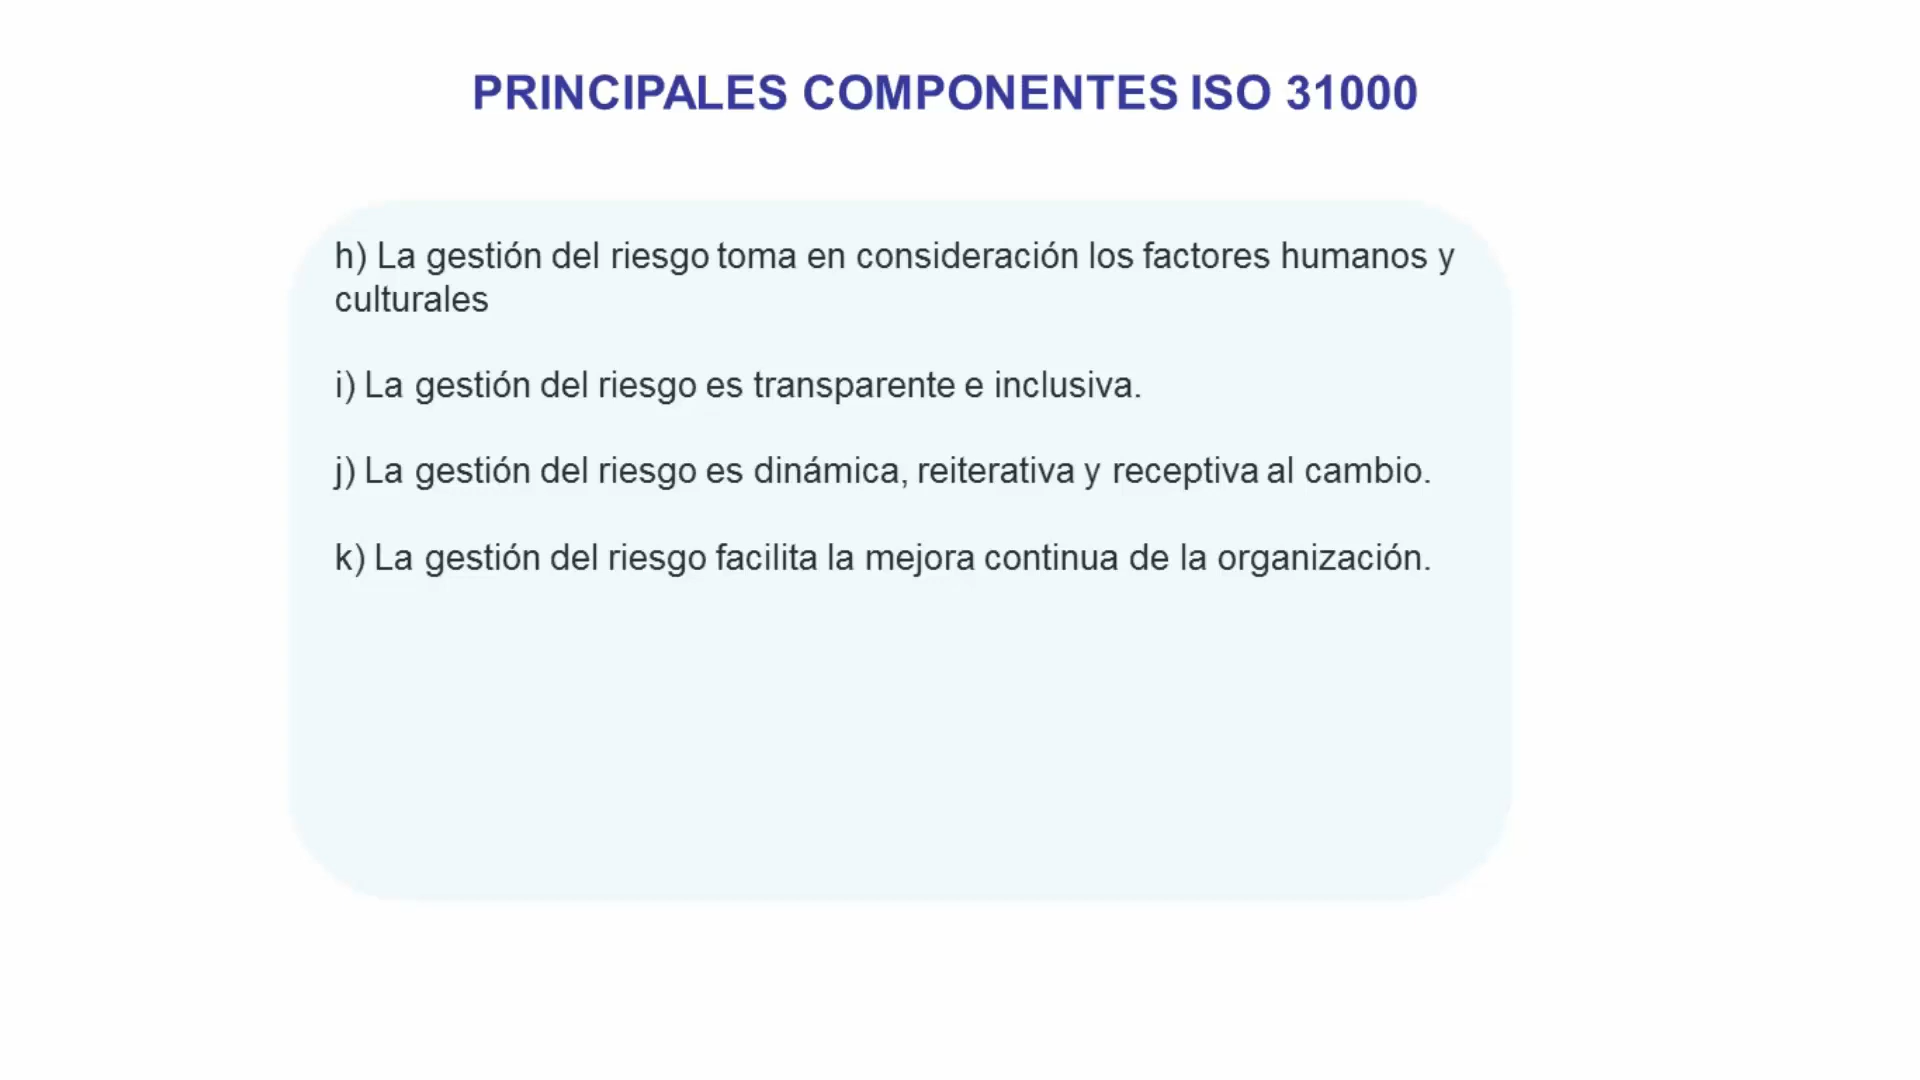 PRINCIPALES COMPONENTES ISO 31000
h) La gestión del riesgo toma en consideración los factores humanos y
culturales
i) La gestión del riesgo es transparente e inclusiva.
j) La gestión del riesgo es dinámica, reiterativa y receptiva al cambio.
k) La gestión del riesgo facilita la mejora continua de la organización.